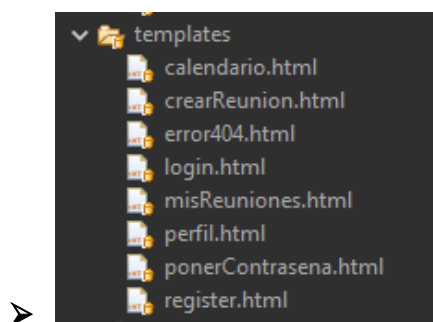 templates
calendario.html
crearReunion.html
error404.html
login.html
misReuniones.html
perfil.html
ponerContrasena.html
register.html